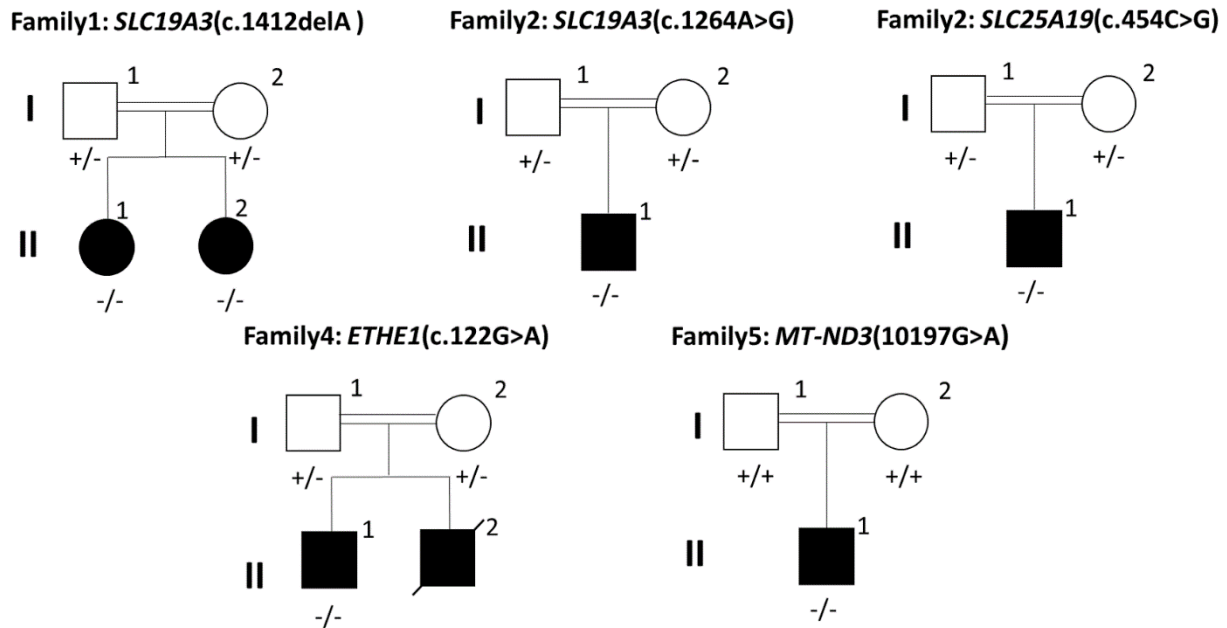 Family1: SLC19A3(c.1412delA )
Family2: SLC19A3(c.1264A>G)
Family2: SLC25A19(c.454C>G)
1 2
I
+/- +/-
1 2
II
-/- -/-
1 2
I
+/- +/-
1
II
-/-
1 2
I
+/- +/-
1
II
-/-
Family4: ETHE1(c.122G>A)
Family5: MT-ND3(10197G>A)
1 2
I
+/- +/-
1 2
II
-/-
1 2
I
+/+ +/+
1
II
-/-